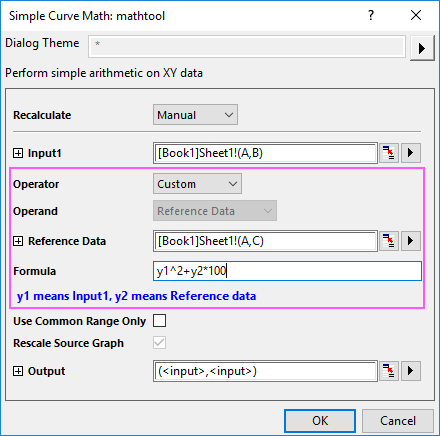 Simple Curve Math: mathtool
Dialog Theme *
Perform simple arithmetic on XY data
Recalculate Manual
Input1 [Book1]Sheet1!(A,B)
Operator Custom
Operand Reference Data
Reference Data [Book1]Sheet1!(A,C)
Formula y1^2+y2*100
y1 means Input1, y2 means Reference data
Use Common Range Only
Rescale Source Graph
Output (<input>,<input>)
OK Cancel